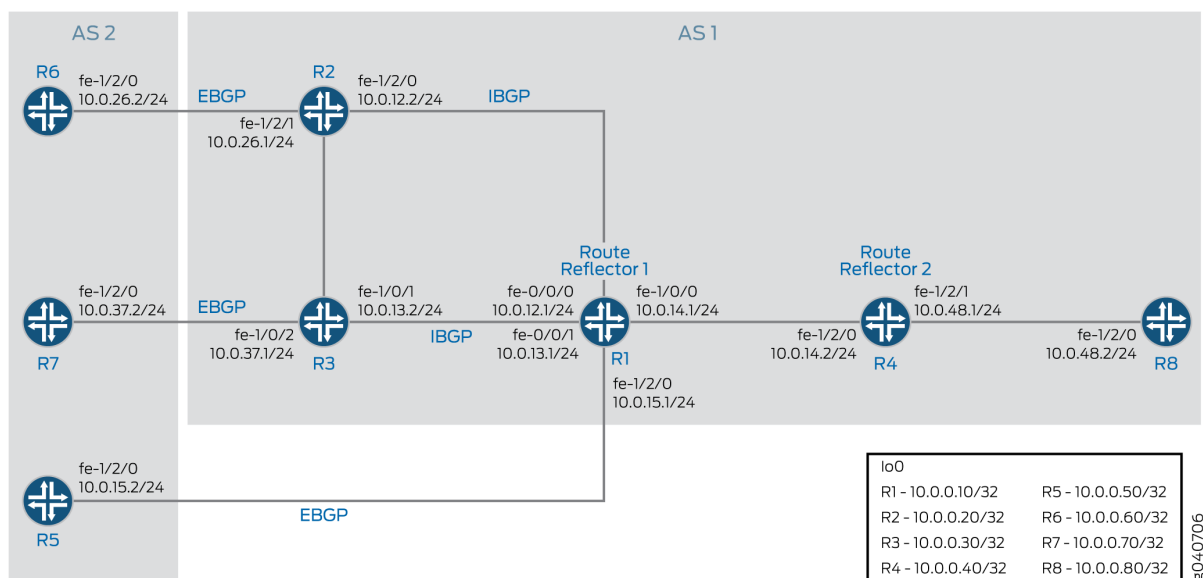 AS 2
AS 1
R6
fe-1/2/0
10.0.26.2/24
EBGP
R2
fe-1/2/0
10.0.12.2/24
IBGP
fe-1/2/1
10.0.26.1/24
Route
Reflector 1
Route
Reflector 2
fe-1/2/0
10.0.37.2/24
EBGP
fe-1/0/1
10.0.13.2/24
fe-0/0/0
10.0.12.1/24
fe-1/0/0
10.0.14.1/24
fe-1/2/1
10.0.48.1/24
R7
fe-1/0/2
10.0.37.1/24
R3
IBGP
fe-0/0/1
10.0.13.1/24
R1
fe-1/2/0
10.0.14.2/24
R4
fe-1/2/0
10.0.48.2/24
R8
fe-1/2/0
10.0.15.1/24
fe-1/2/0
10.0.15.2/24
R5
EBGP
lo0
R1 - 10.0.0.10/32 R5 - 10.0.0.50/32
R2 - 10.0.0.20/32 R6 - 10.0.0.60/32
R3 - 10.0.0.30/32 R7 - 10.0.0.70/32
R4 - 10.0.0.40/32 R8 - 10.0.0.80/32
g040706